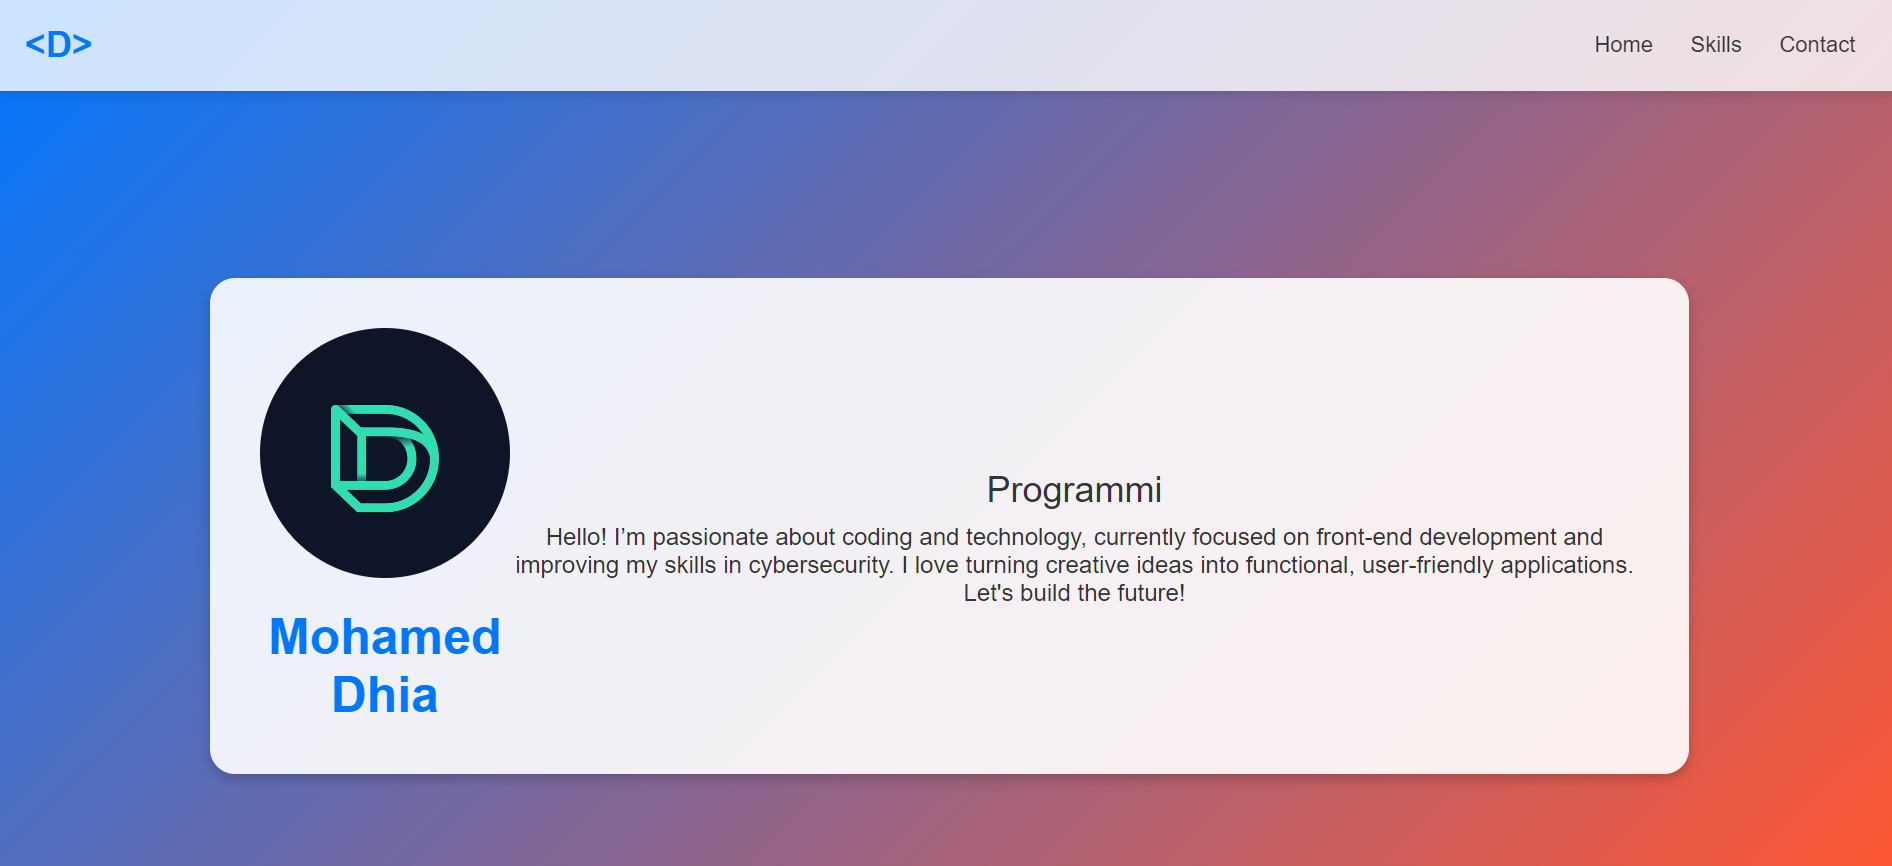 <D>
Home Skills Contact
Mohamed
Dhia
Programmi
Hello! I’m passionate about coding and technology, currently focused on front-end development and
improving my skills in cybersecurity. I love turning creative ideas into functional, user-friendly applications.
Let's build the future!